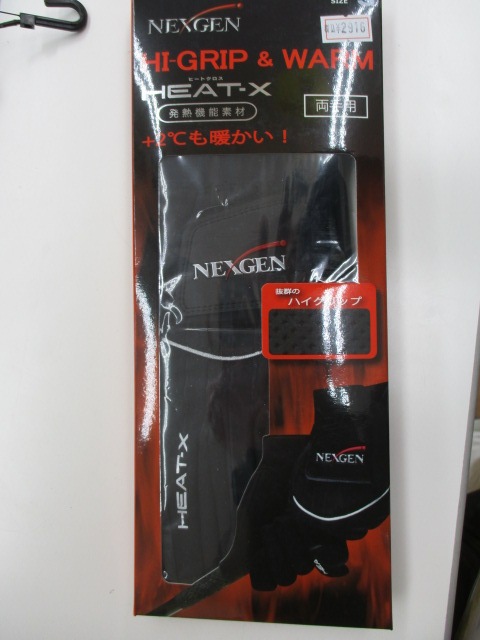 SIZE
NEXGEN
¥2916
HI-GRIP & WARM
ヒートクロス
HEAT-X
発熱機能素材
両手用
+2℃も暖かい！
NEXGEN
抜群の
ハイグリップ
HEAT-X
NEXGEN